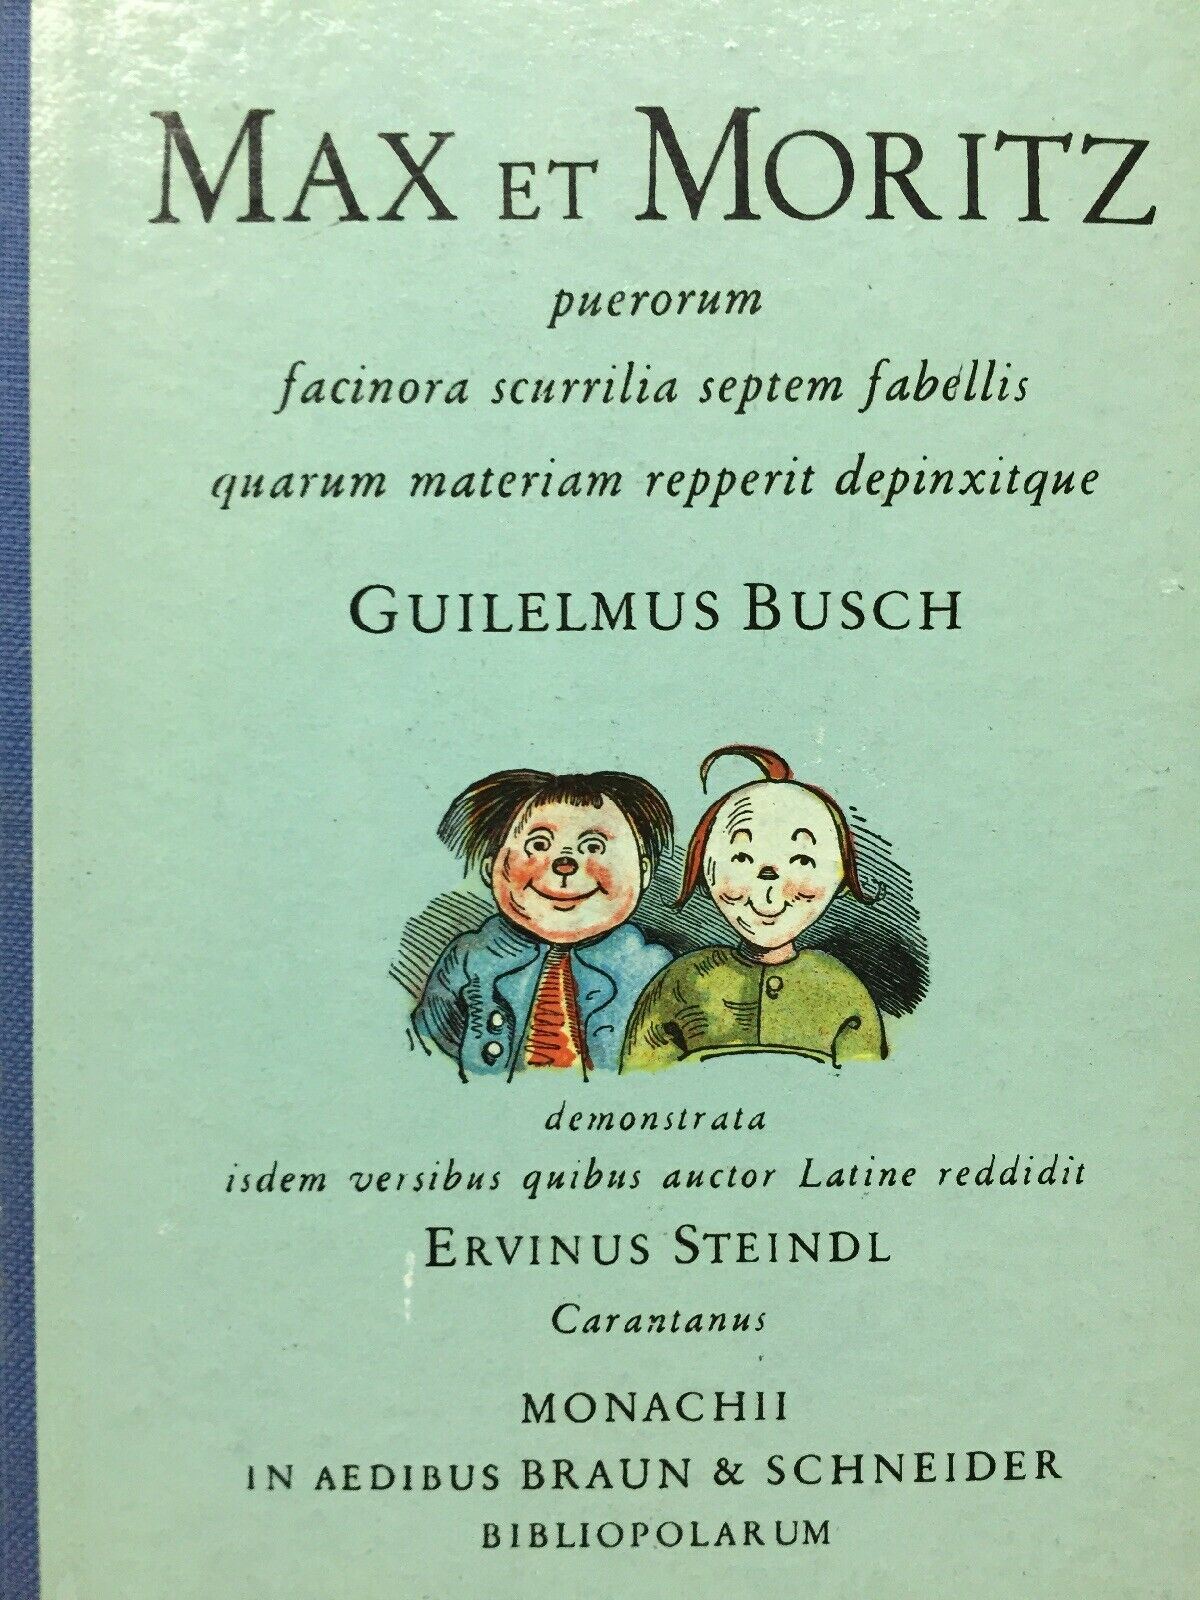 MAX ET MORITZ
puerorum
facinora scurrilia septem fabellis
quarum materiam repperit depinxitque
GUILELMUS BUSCH
demonstrata
isdem versibus quibus auctor Latine reddidit
ERVINUS STEINDL
Carantanus
MONACHII
IN AEDIBUS BRAUN & SCHNEIDER
BIBLIOPOLARUM